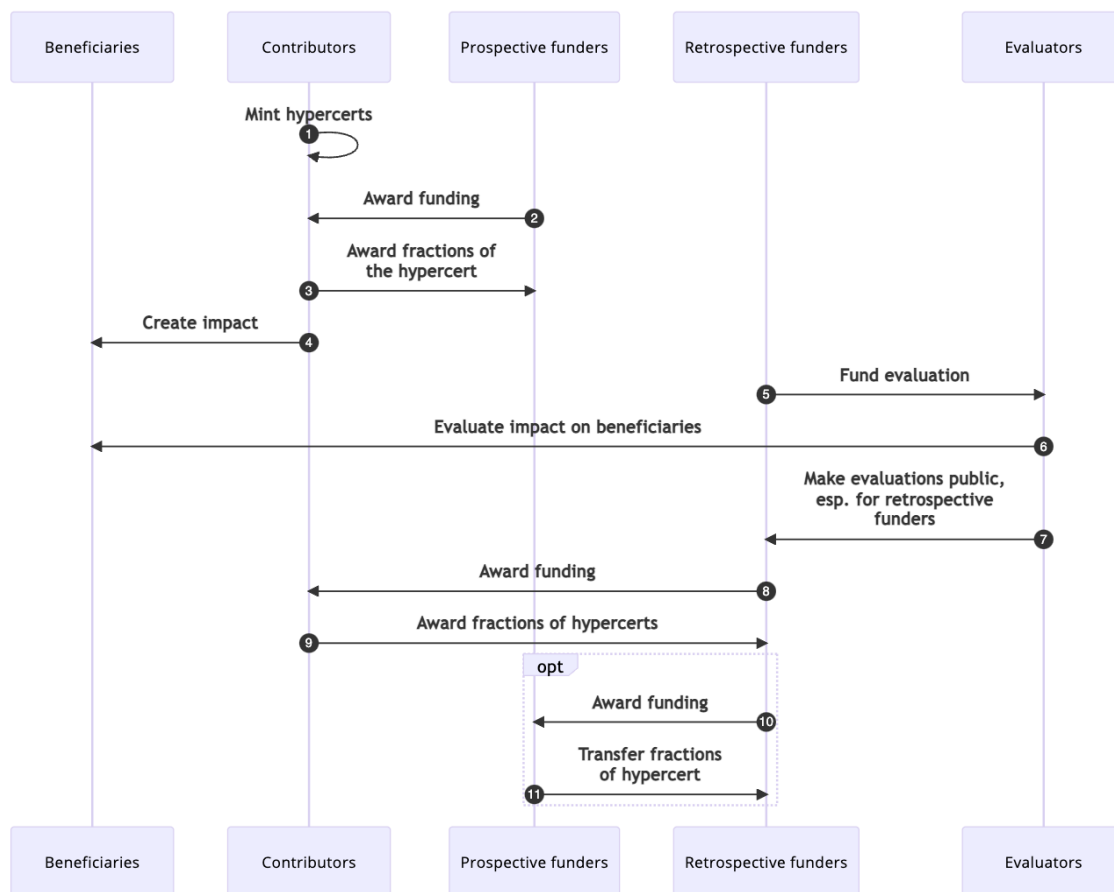 Beneficiaries
Contributors
Prospective funders
Retrospective funders
Evaluators
Mint hypercerts
1
Award funding
2
Award fractions of
the hypercert
3
Create impact
4
Fund evaluation
5
Evaluate impact on beneficiaries
6
Make evaluations public,
esp. for retrospective
funders
7
Award funding
8
Award fractions of hypercerts
9
opt
Award funding
10
Transfer fractions
of hypercert
11
Beneficiaries
Contributors
Prospective funders
Retrospective funders
Evaluators